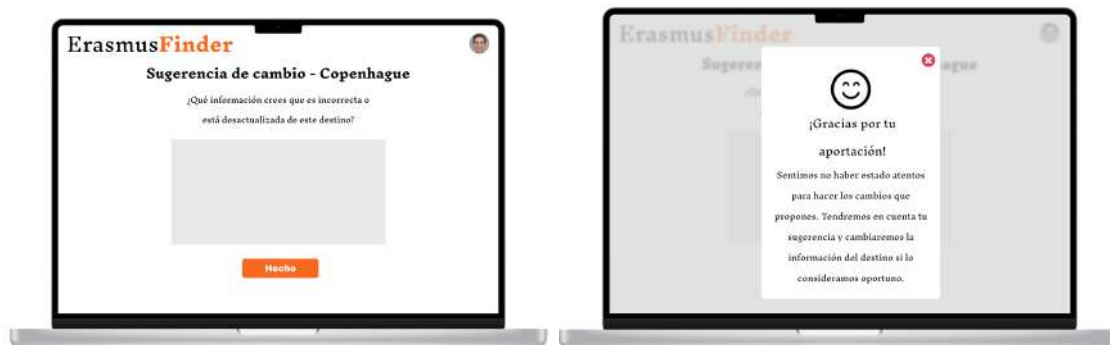 ErasmusFinder
Sugerencia de cambio - Copenhague
¿Qué información crees que es incorrecta o
está desactualizada de este destino?
Hecho
ErasmusFinder
¡Gracias por tu
aportación!
Sentimos no haber estado atentos
para hacer los cambios que
propones. Tendremos en cuenta tu
sugerencia y cambiaremos la
información del destino si lo
consideramos oportuno.